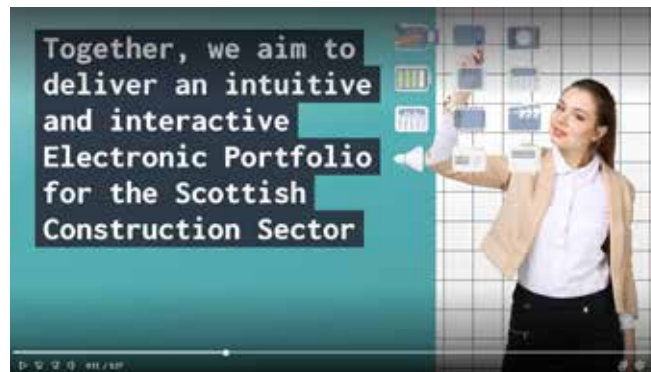 Together, we aim to
deliver an intuitive
and interactive
Electronic Portfolio
for the Scottish
Construction Sector